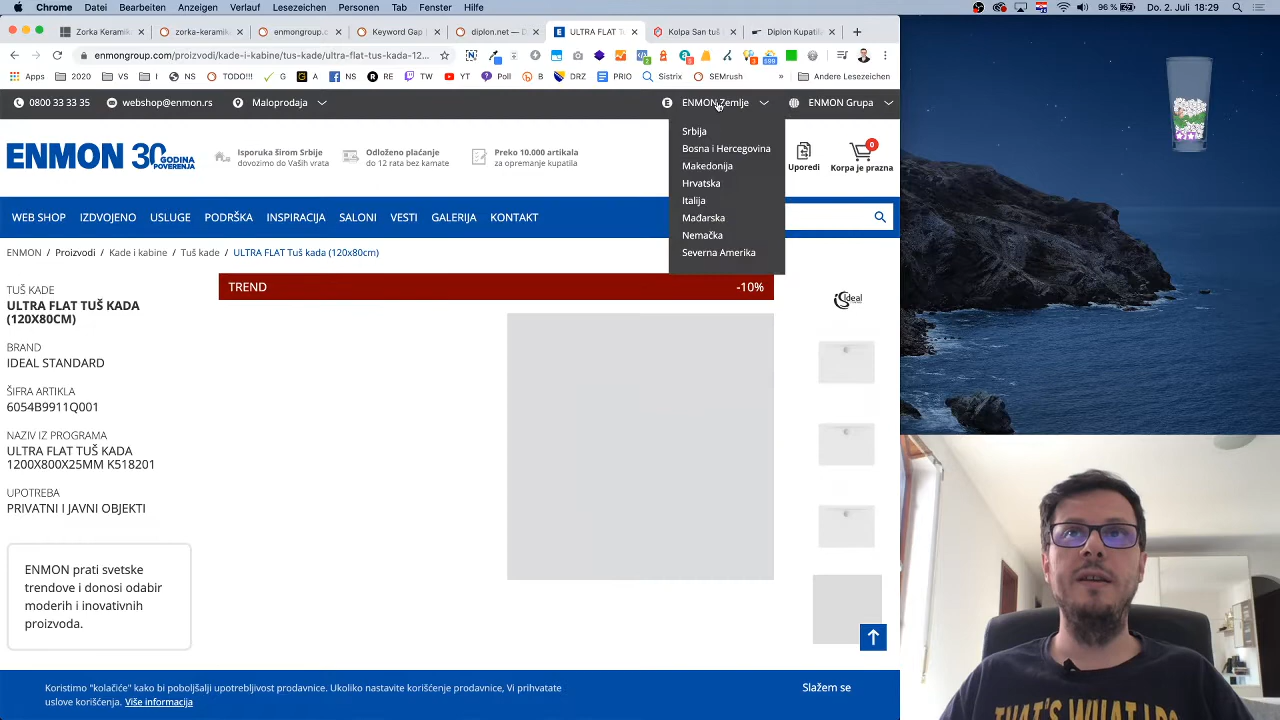 Chrome Datei Bearbeiten Anzeigen Verlauf Lesezeichen Personen Tab Fenster Hilfe
98% Do. 2. Juli 18:29
Zorka Keramik
zorka-keramik
enmongroup.c
Keyword Gap
diplon.net —
ULTRA FLAT T
Kolpa San tuš
Diplon Kupatila
enmongroup.com/proizvod/kade-i-kabine/tus-kade/ultra-flat-tus-kada-12...
Apps 2020 VS I NS TODO!!! G A NS RE TW YT Poll B DRZ PRIO Sistrix SEMrush » Andere Lesezeichen
0800 33 33 35 webshop@enmon.rs Maloprodaja ENMON Zemlje ENMON Grupa
Srbija
Bosna i Hercegovina
Makedonija
Hrvatska
Italija
Mađarska
Nemačka
Severna Amerika
ENMON 30 GODINA POVERENJA
Isporuka širom Srbije
dovozimo do Vaših vrata
Odloženo plaćanje
do 12 rata bez kamate
Preko 10.000 artikala
za opremanje kupatila
Uporedi
0
Korpa je prazna
WEB SHOP IZDVOJENO USLUGE PODRŠKA INSPIRACIJA SALONI VESTI GALERIJA KONTAKT
ENMON / Proizvodi / Kade i kabine / Tuš kade / ULTRA FLAT Tuš kada (120x80cm)
TUŠ KADE
ULTRA FLAT TUŠ KADA
(120X80CM)
BRAND
IDEAL STANDARD
ŠIFRA ARTIKLA
6054B9911Q001
NAZIV IZ PROGRAMA
ULTRA FLAT TUŠ KADA
1200X800X25MM K518201
UPOTREBA
PRIVATNI I JAVNI OBJEKTI
ENMON prati svetske
trendove i donosi odabir
moderih i inovativnih
proizvoda.
TREND -10%
Ideal
Koristimo "kolačiće" kako bi poboljšalji upotrebljivost prodavnice. Ukoliko nastavite korišćenje prodavnice, Vi prihvatate
uslove korišćenja. Više informacija
Slažem se
THAT'S WHAT I DO